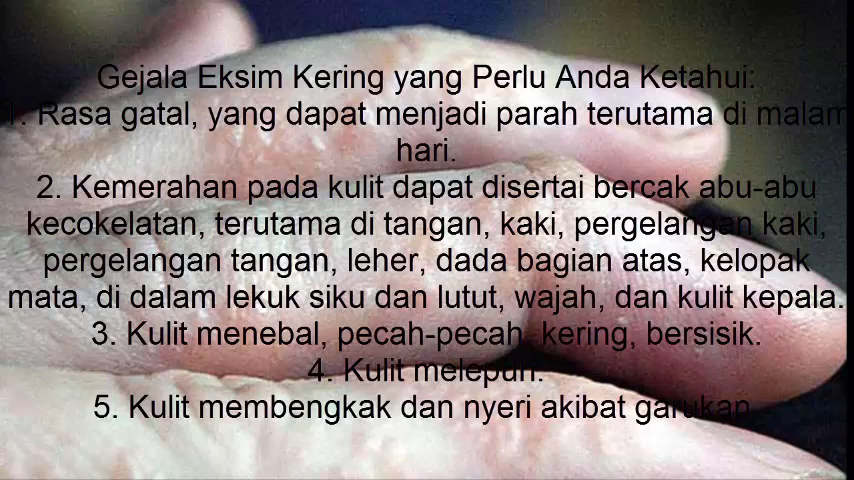 Gejala Eksim Kering yang Perlu Anda Ketahui:
1. Rasa gatal, yang dapat menjadi parah terutama di malam
hari.
2. Kemerahan pada kulit dapat disertai bercak abu-abu
kecokelatan, terutama di tangan, kaki, pergelangan kaki,
pergelangan tangan, leher, dada bagian atas, kelopak
mata, di dalam lekuk siku dan lutut, wajah, dan kulit kepala.
3. Kulit menebal, pecah-pecah, kering, bersisik.
4. Kulit melepuh.
5. Kulit membengkak dan nyeri akibat garukan.